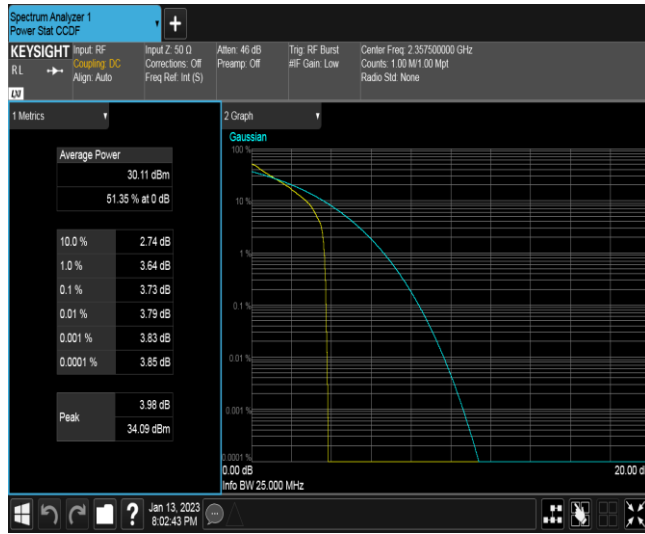 Spectrum Analyzer 1
Power Stat CCDF
KEYSIGHT
RL
LXI
Input: RF
Coupling: DC
Align: Auto
Input Z: 50 Ω
Corrections: Off
Freq Ref: Int (S)
Atten: 46 dB
Preamp: Off
Trig: RF Burst
#IF Gain: Low
Center Freq: 2.357500000 GHz
Counts: 1.00 M/1.00 Mpt
Radio Std: None
1 Metrics
Average Power
30.11 dBm
51.35 % at 0 dB
10.0 % 2.74 dB
1.0 % 3.64 dB
0.1 % 3.73 dB
0.01 % 3.79 dB
0.001 % 3.83 dB
0.0001 % 3.85 dB
Peak
3.98 dB
34.09 dBm
2 Graph
Gaussian
100 %
10 %
1 %
0.1 %
0.01 %
0.001 %
0.0001 %
0.00 dB
20.00 d
Info BW 25.000 MHz
Jan 13, 2023
8:02:43 PM